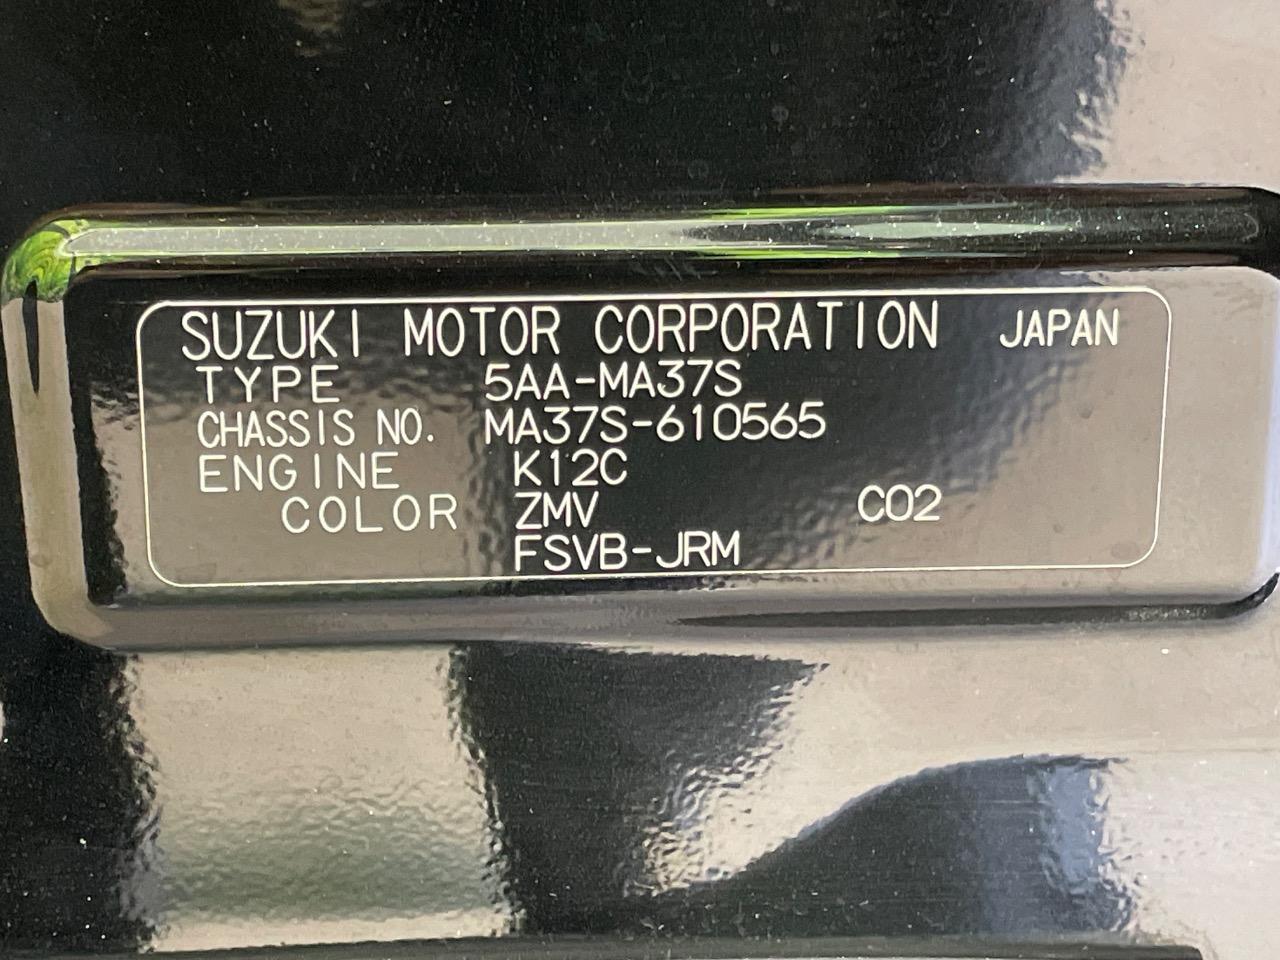 SUZUKI MOTOR CORPORATION JAPAN
TYPE 5AA-MA37S
CHASSIS NO. MA37S-610565
ENGINE K12C
COLOR ZMV C02
FSVB-JRM